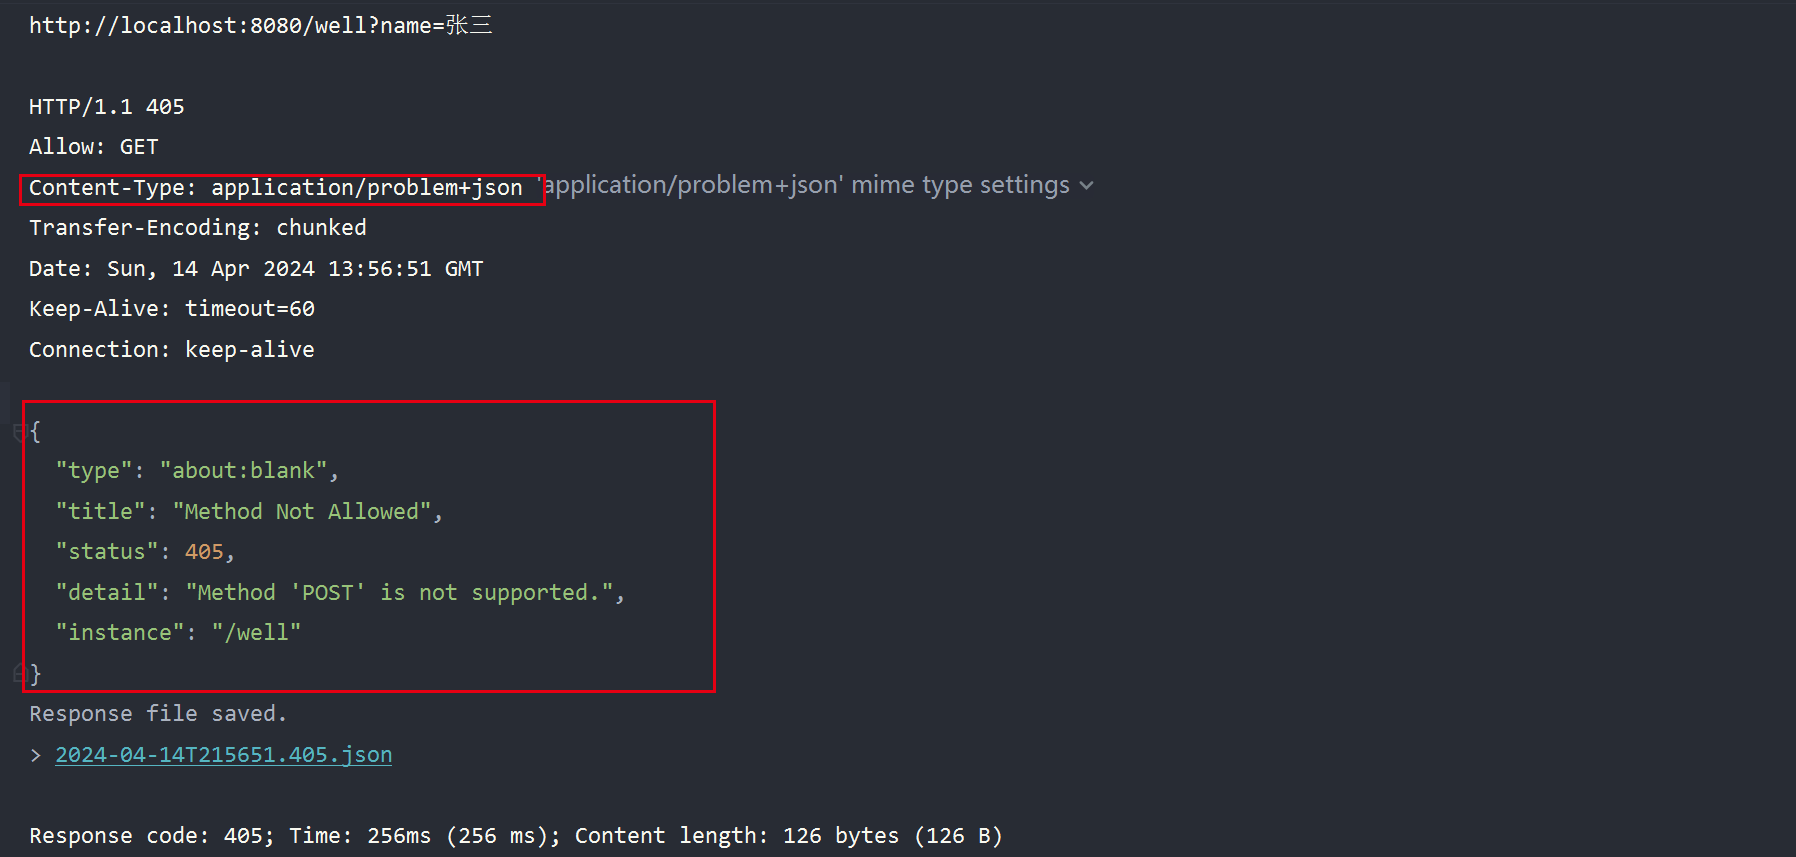 http://localhost:8080/well?name=张三
HTTP/1.1 405
Allow: GET
Content-Type: application/problem+json 'application/problem+json' mime type settings
Transfer-Encoding: chunked
Date: Sun, 14 Apr 2024 13:56:51 GMT
Keep-Alive: timeout=60
Connection: keep-alive
{
"type": "about:blank",
"title": "Method Not Allowed",
"status": 405,
"detail": "Method 'POST' is not supported.",
"instance": "/well"
}
Response file saved.
> 2024-04-14T215651.405.json
Response code: 405; Time: 256ms (256 ms); Content length: 126 bytes (126 B)